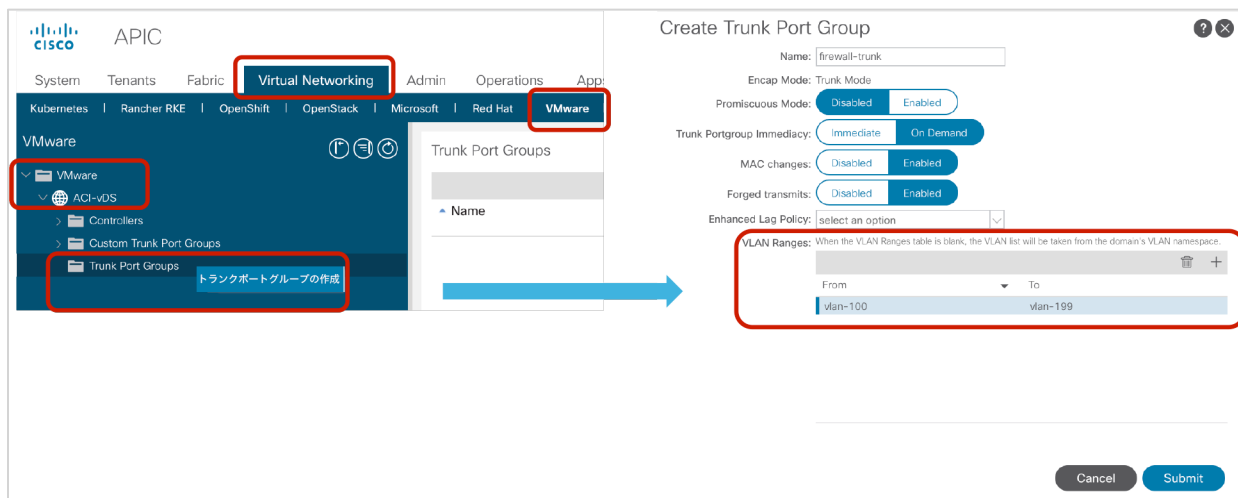 cisco
APIC
System Tenants Fabric Virtual Networking Admin Operations Apps
Kubernetes | Rancher RKE | OpenShift | OpenStack | Microsoft | Red Hat | VMware
VMware
VMware
ACI-vDS
Controllers
Custom Trunk Port Groups
Trunk Port Groups
トランクポートグループの作成
Trunk Port Groups
Name
Create Trunk Port Group
Name: firewall-trunk
Encap Mode: Trunk Mode
Promiscuous Mode: Disabled Enabled
Trunk Portgroup Immediacy: Immediate On Demand
MAC changes: Disabled Enabled
Forged transmits: Disabled Enabled
Enhanced Lag Policy: select an option
VLAN Ranges: When the VLAN Ranges table is blank, the VLAN list will be taken from the domain's VLAN namespace.
From To
vlan-100 vlan-199
Cancel Submit